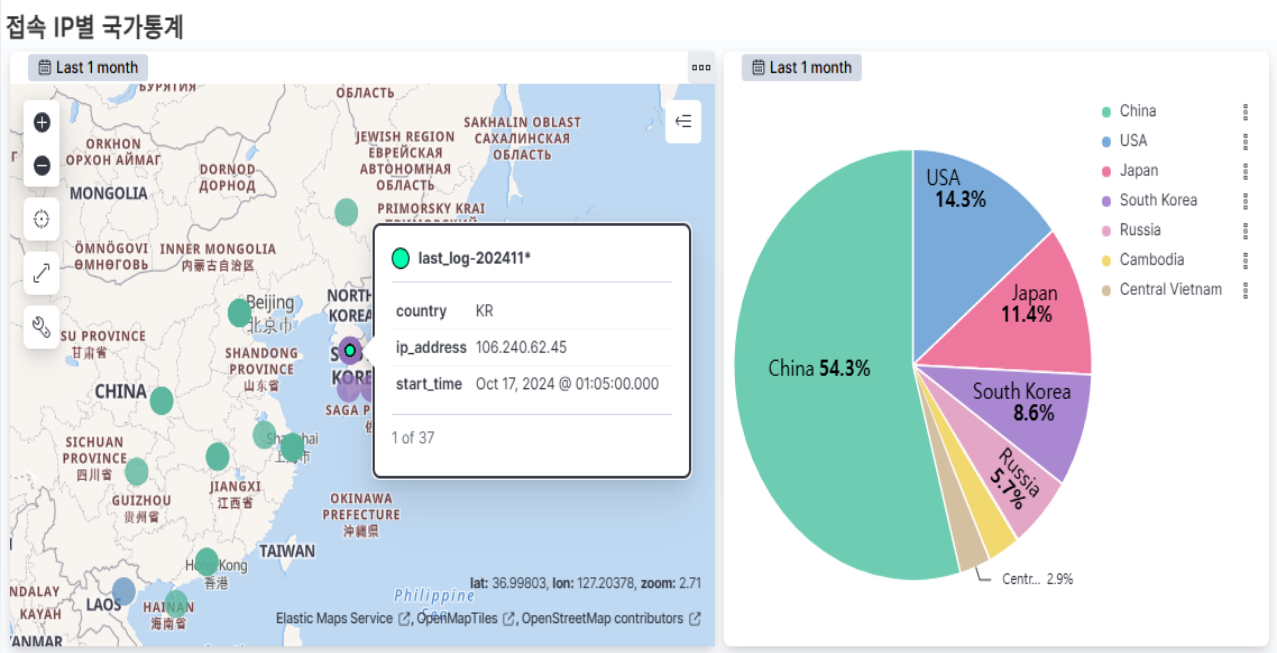 접속 IP별 국가통계
Last 1 month
БУРЯТИЯ
ОБЛАСТЬ
SAKHALIN OBLAST
САХАЛИНСКАЯ
ОБЛАСТЬ
JEWISH REGION
ЕВРЕЙСКАЯ
АВТОНОМНАЯ
ОБЛАСТЬ
ORKHON
ОРХОН АЙМАГ
DORNOD
ДОРНОД
MONGOLIA
PRIMORSKY KRAI
ÖMNÖGOVI
ӨМНӨГОВЬ
INNER MONGOLIA
内蒙古自治区
last_log-202411*
country KR
ip_address 106.240.62.45
start_time Oct 17, 2024 @ 01:05:00.000
1 of 37
Beijing
北京市
NORTH
KOREA
SU PROVINCE
甘肃省
SHANDONG
PROVINCE
山东省
KORE
CHINA
SAGA P
SICHUAN
PROVINCE
四川省
Shanghai
上海市
JIANGXI
江西省
GUIZHOU
贵州省
OKINAWA
PREFECTURE
沖縄県
TAIWAN
Hong Kong
香港
NDALAY
KAYAH
LAOS
HAINAN
海南省
ANMAR
Philippine
Sea
lat: 36.99803, lon: 127.20378, zoom: 2.71
Elastic Maps Service, OpenMapTiles, OpenStreetMap contributors
Last 1 month
China
USA
Japan
South Korea
Russia
Cambodia
Central Vietnam
USA
14.3%
Japan
11.4%
China 54.3%
South Korea
8.6%
Russia
5.7%
Centr... 2.9%